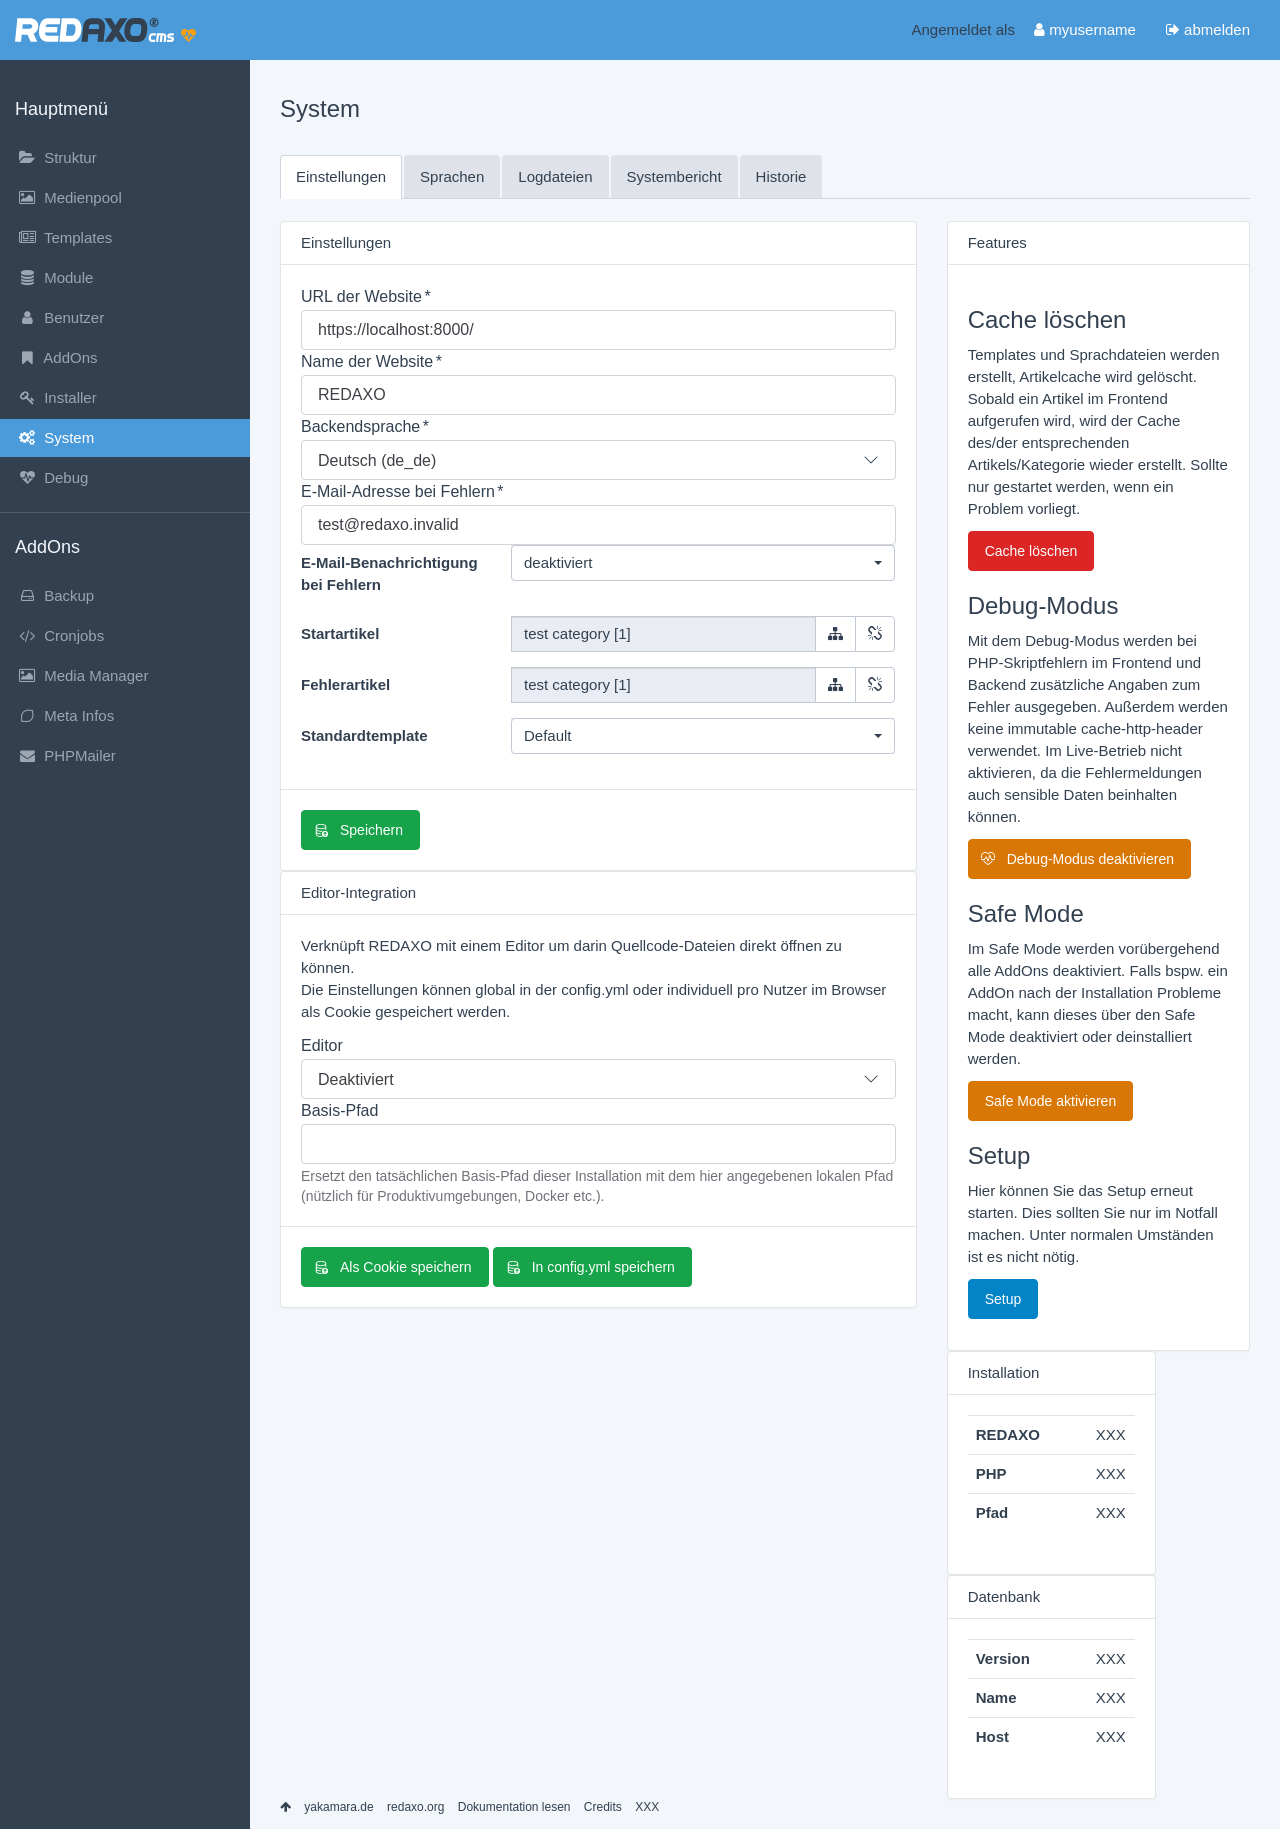 REDAXO® cms
Angemeldet als myusername abmelden
Hauptmenü
Struktur
Medienpool
Templates
Module
Benutzer
AddOns
Installer
System
Debug
AddOns
Backup
Cronjobs
Media Manager
Meta Infos
PHPMailer
System
Einstellungen Sprachen Logdateien Systembericht Historie
Einstellungen
URL der Website *
https://localhost:8000/
Name der Website *
REDAXO
Backendsprache *
Deutsch (de_de)
E-Mail-Adresse bei Fehlern *
test@redaxo.invalid
E-Mail-Benachrichtigung
bei Fehlern
deaktiviert
Startartikel
test category [1]
Fehlerartikel
test category [1]
Standardtemplate
Default
Speichern
Editor-Integration
Verknüpft REDAXO mit einem Editor um darin Quellcode-Dateien direkt öffnen zu
können.
Die Einstellungen können global in der config.yml oder individuell pro Nutzer im Browser
als Cookie gespeichert werden.
Editor
Deaktiviert
Basis-Pfad
Ersetzt den tatsächlichen Basis-Pfad dieser Installation mit dem hier angegebenen lokalen Pfad
(nützlich für Produktivumgebungen, Docker etc.).
Als Cookie speichern In config.yml speichern
Features
Cache löschen
Templates und Sprachdateien werden
erstellt, Artikelcache wird gelöscht.
Sobald ein Artikel im Frontend
aufgerufen wird, wird der Cache
des/der entsprechenden
Artikels/Kategorie wieder erstellt. Sollte
nur gestartet werden, wenn ein
Problem vorliegt.
Cache löschen
Debug-Modus
Mit dem Debug-Modus werden bei
PHP-Skriptfehlern im Frontend und
Backend zusätzliche Angaben zum
Fehler ausgegeben. Außerdem werden
keine immutable cache-http-header
verwendet. Im Live-Betrieb nicht
aktivieren, da die Fehlermeldungen
auch sensible Daten beinhalten
können.
Debug-Modus deaktivieren
Safe Mode
Im Safe Mode werden vorübergehend
alle AddOns deaktiviert. Falls bspw. ein
AddOn nach der Installation Probleme
macht, kann dieses über den Safe
Mode deaktiviert oder deinstalliert
werden.
Safe Mode aktivieren
Setup
Hier können Sie das Setup erneut
starten. Dies sollten Sie nur im Notfall
machen. Unter normalen Umständen
ist es nicht nötig.
Setup
Installation
REDAXO XXX
PHP XXX
Pfad XXX
Datenbank
Version XXX
Name XXX
Host XXX
yakamara.de redaxo.org Dokumentation lesen Credits XXX